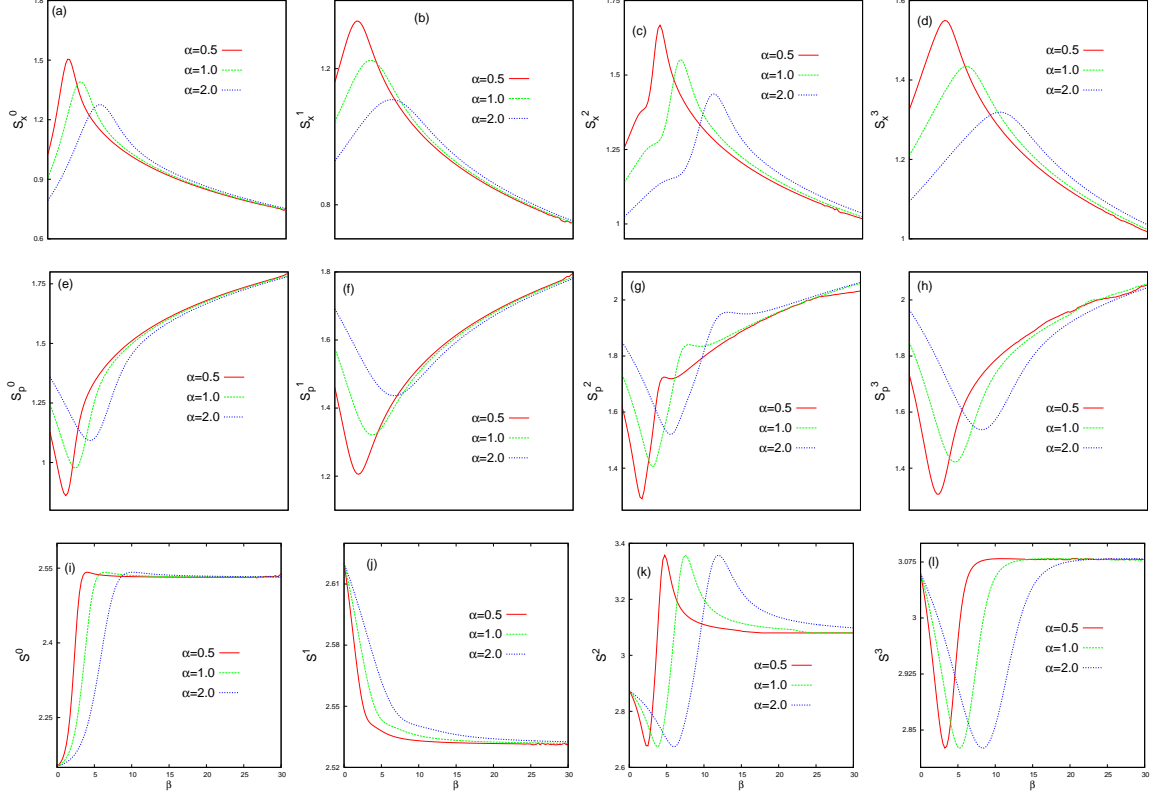 (a)
S_x^0
1.8
1.5
1.2
0.9
0.6
α=0.5
α=1.0
α=2.0
(b)
S_x^1
1.2
0.8
α=0.5
α=1.0
α=2.0
(c)
S_x^2
2
1.75
1.5
1.25
1
α=0.5
α=1.0
α=2.0
(d)
S_x^3
1.6
1.4
1.2
1
α=0.5
α=1.0
α=2.0
(e)
S_p^0
1.75
1.5
1.25
1
α=0.5
α=1.0
α=2.0
(f)
S_p^1
1.8
1.6
1.4
1.2
α=0.5
α=1.0
α=2.0
(g)
S_p^2
2
1.8
1.6
1.4
α=0.5
α=1.0
α=2.0
(h)
S_p^3
2
1.8
1.6
1.4
α=0.5
α=1.0
α=2.0
(i)
S^0
2.55
2.4
2.25
α=0.5
α=1.0
α=2.0
0 5 10 15 20 25 30
β
(j)
S^1
2.61
2.58
2.55
2.52
α=0.5
α=1.0
α=2.0
0 5 10 15 20 25 30
β
(k)
S^2
3.4
3.2
3
2.8
2.6
α=0.5
α=1.0
α=2.0
0 5 10 15 20 25 30
β
(l)
S^3
3.075
3
2.925
2.85
α=0.5
α=1.0
α=2.0
0 5 10 15 20 25 30
β